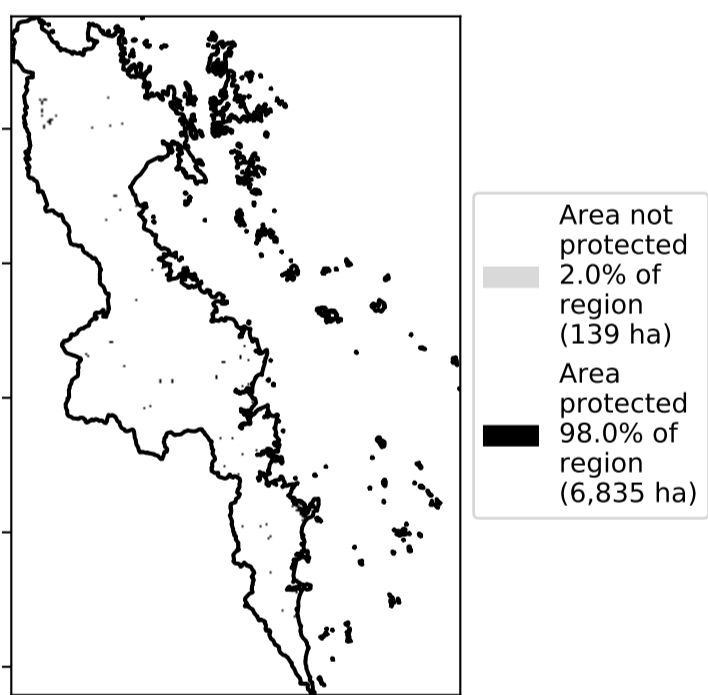 Area not
protected
2.0% of
region
(139 ha)
Area
protected
98.0% of
region
(6,835 ha)